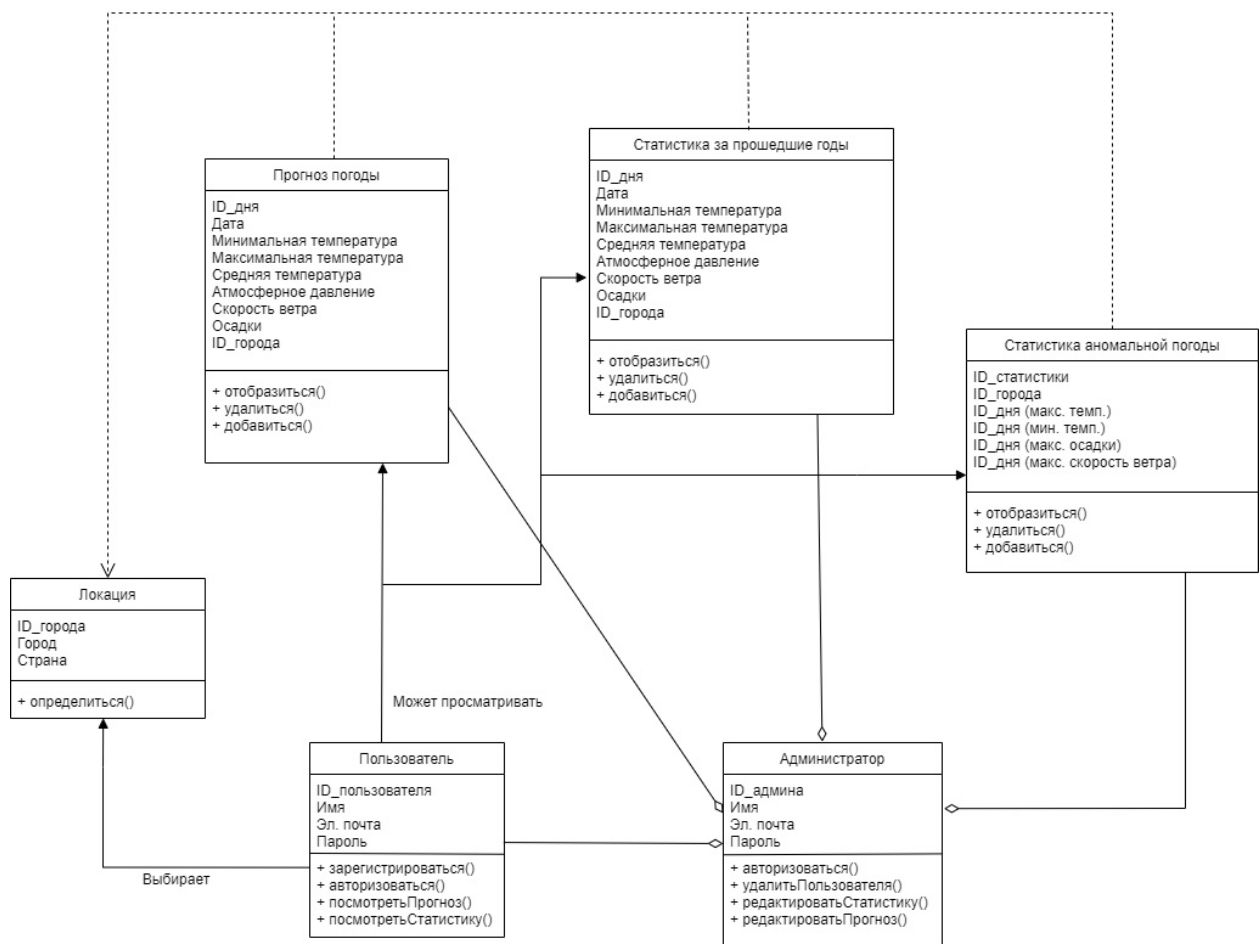 Прогноз погоды
ID_дня
Дата
Минимальная температура
Максимальная температура
Средняя температура
Атмосферное давление
Скорость ветра
Осадки
ID_города
+ отобразиться()
+ удалиться()
+ добавиться()
Статистика за прошедшие годы
ID_дня
Дата
Минимальная температура
Максимальная температура
Средняя температура
Атмосферное давление
Скорость ветра
Осадки
ID_города
+ отобразиться()
+ удалиться()
+ добавиться()
Статистика аномальной погоды
ID_статистики
ID_города
ID_дня (макс. темп.)
ID_дня (мин. темп.)
ID_дня (макс. осадки)
ID_дня (макс. скорость ветра)
+ отобразиться()
+ удалиться()
+ добавиться()
Локация
ID_города
Город
Страна
+ определиться()
Может просматривать
Выбирает
Пользователь
ID_пользователя
Имя
Эл. почта
Пароль
+ зарегистрироваться()
+ авторизоваться()
+ посмотретьПрогноз()
+ посмотретьСтатистику()
Администратор
ID_админа
Имя
Эл. почта
Пароль
+ авторизоваться()
+ удалитьПользователя()
+ редактироватьСтатистику()
+ редактироватьПрогноз()